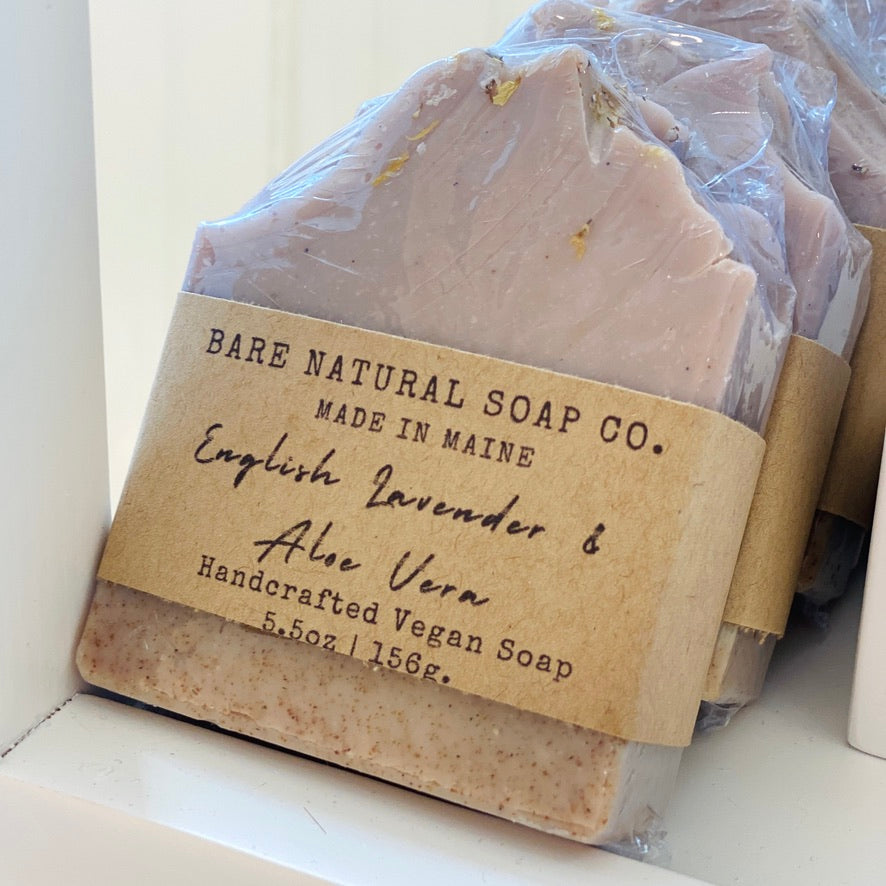 BARE NATURAL SOAP CO.
MADE IN MAINE
English Lavender &
Aloe Vera
Handcrafted Vegan Soap
5.5oz | 156g.